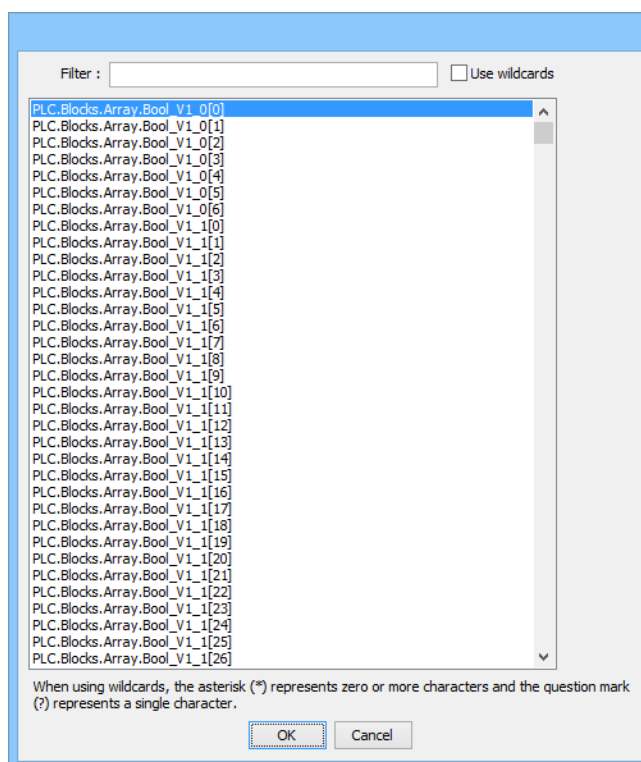 Filter :
Use wildcards
PLC.Blocks.Array.Bool_V1_0[0]
PLC.Blocks.Array.Bool_V1_0[1]
PLC.Blocks.Array.Bool_V1_0[2]
PLC.Blocks.Array.Bool_V1_0[3]
PLC.Blocks.Array.Bool_V1_0[4]
PLC.Blocks.Array.Bool_V1_0[5]
PLC.Blocks.Array.Bool_V1_0[6]
PLC.Blocks.Array.Bool_V1_1[0]
PLC.Blocks.Array.Bool_V1_1[1]
PLC.Blocks.Array.Bool_V1_1[2]
PLC.Blocks.Array.Bool_V1_1[3]
PLC.Blocks.Array.Bool_V1_1[4]
PLC.Blocks.Array.Bool_V1_1[5]
PLC.Blocks.Array.Bool_V1_1[6]
PLC.Blocks.Array.Bool_V1_1[7]
PLC.Blocks.Array.Bool_V1_1[8]
PLC.Blocks.Array.Bool_V1_1[9]
PLC.Blocks.Array.Bool_V1_1[10]
PLC.Blocks.Array.Bool_V1_1[11]
PLC.Blocks.Array.Bool_V1_1[12]
PLC.Blocks.Array.Bool_V1_1[13]
PLC.Blocks.Array.Bool_V1_1[14]
PLC.Blocks.Array.Bool_V1_1[15]
PLC.Blocks.Array.Bool_V1_1[16]
PLC.Blocks.Array.Bool_V1_1[17]
PLC.Blocks.Array.Bool_V1_1[18]
PLC.Blocks.Array.Bool_V1_1[19]
PLC.Blocks.Array.Bool_V1_1[20]
PLC.Blocks.Array.Bool_V1_1[21]
PLC.Blocks.Array.Bool_V1_1[22]
PLC.Blocks.Array.Bool_V1_1[23]
PLC.Blocks.Array.Bool_V1_1[24]
PLC.Blocks.Array.Bool_V1_1[25]
PLC.Blocks.Array.Bool_V1_1[26]
When using wildcards, the asterisk (*) represents zero or more characters and the question mark
(?) represents a single character.
OK
Cancel